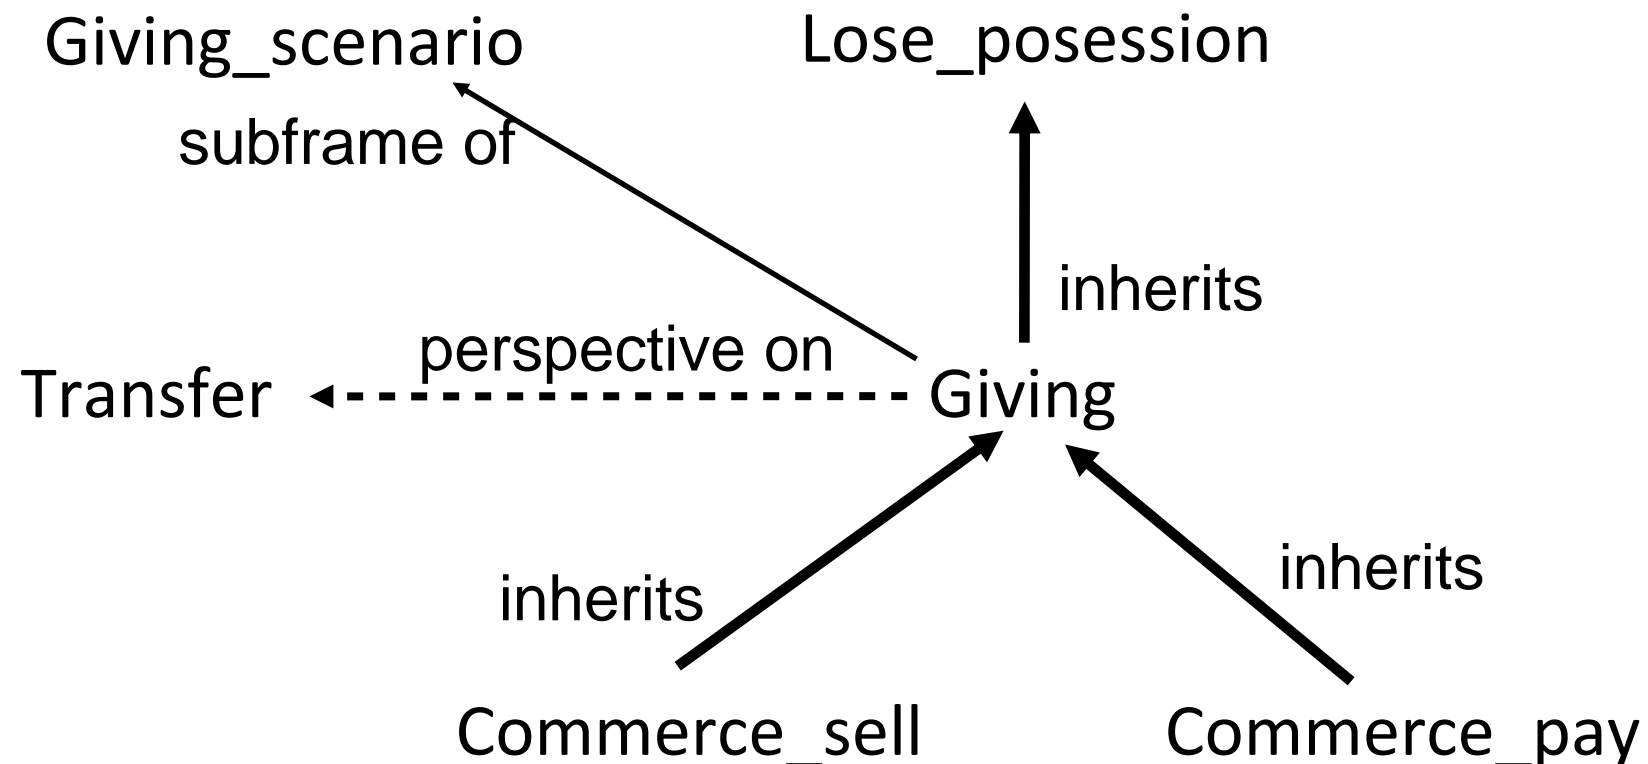 Giving_scenario
Lose_posession
subframe of
inherits
perspective on
Transfer
Giving
inherits
inherits
Commerce_sell
Commerce_pay